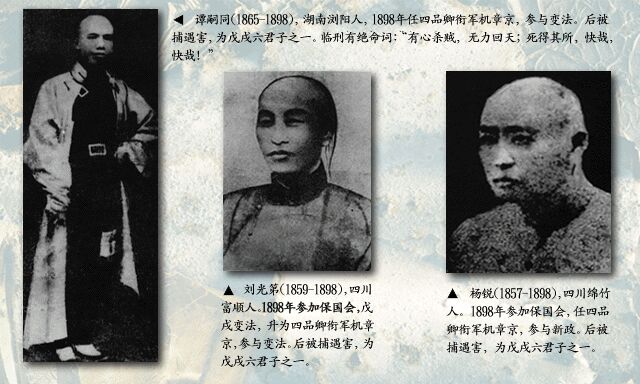 ◀ 谭嗣同(1865-1898)，湖南浏阳人，1898年任四品卿衔军机章京，参与变法。后被
捕遇害，为戊戌六君子之一。临刑有绝命词：“有心杀贼，无力回天；死得其所，快哉，
快哉！”
▲ 刘光第(1859-1898),四川
富顺人。1898年参加保国会,戊
戌变法，升为四品卿衔军机章
京,参与变法。后被捕遇害，为
戊戌六君子之一。
▲ 杨锐(1857-1898),四川绵竹
人。1898年参加保国会，任四品
卿衔军机章京，参与新政。后被
捕遇害，为戊戌六君子之一。